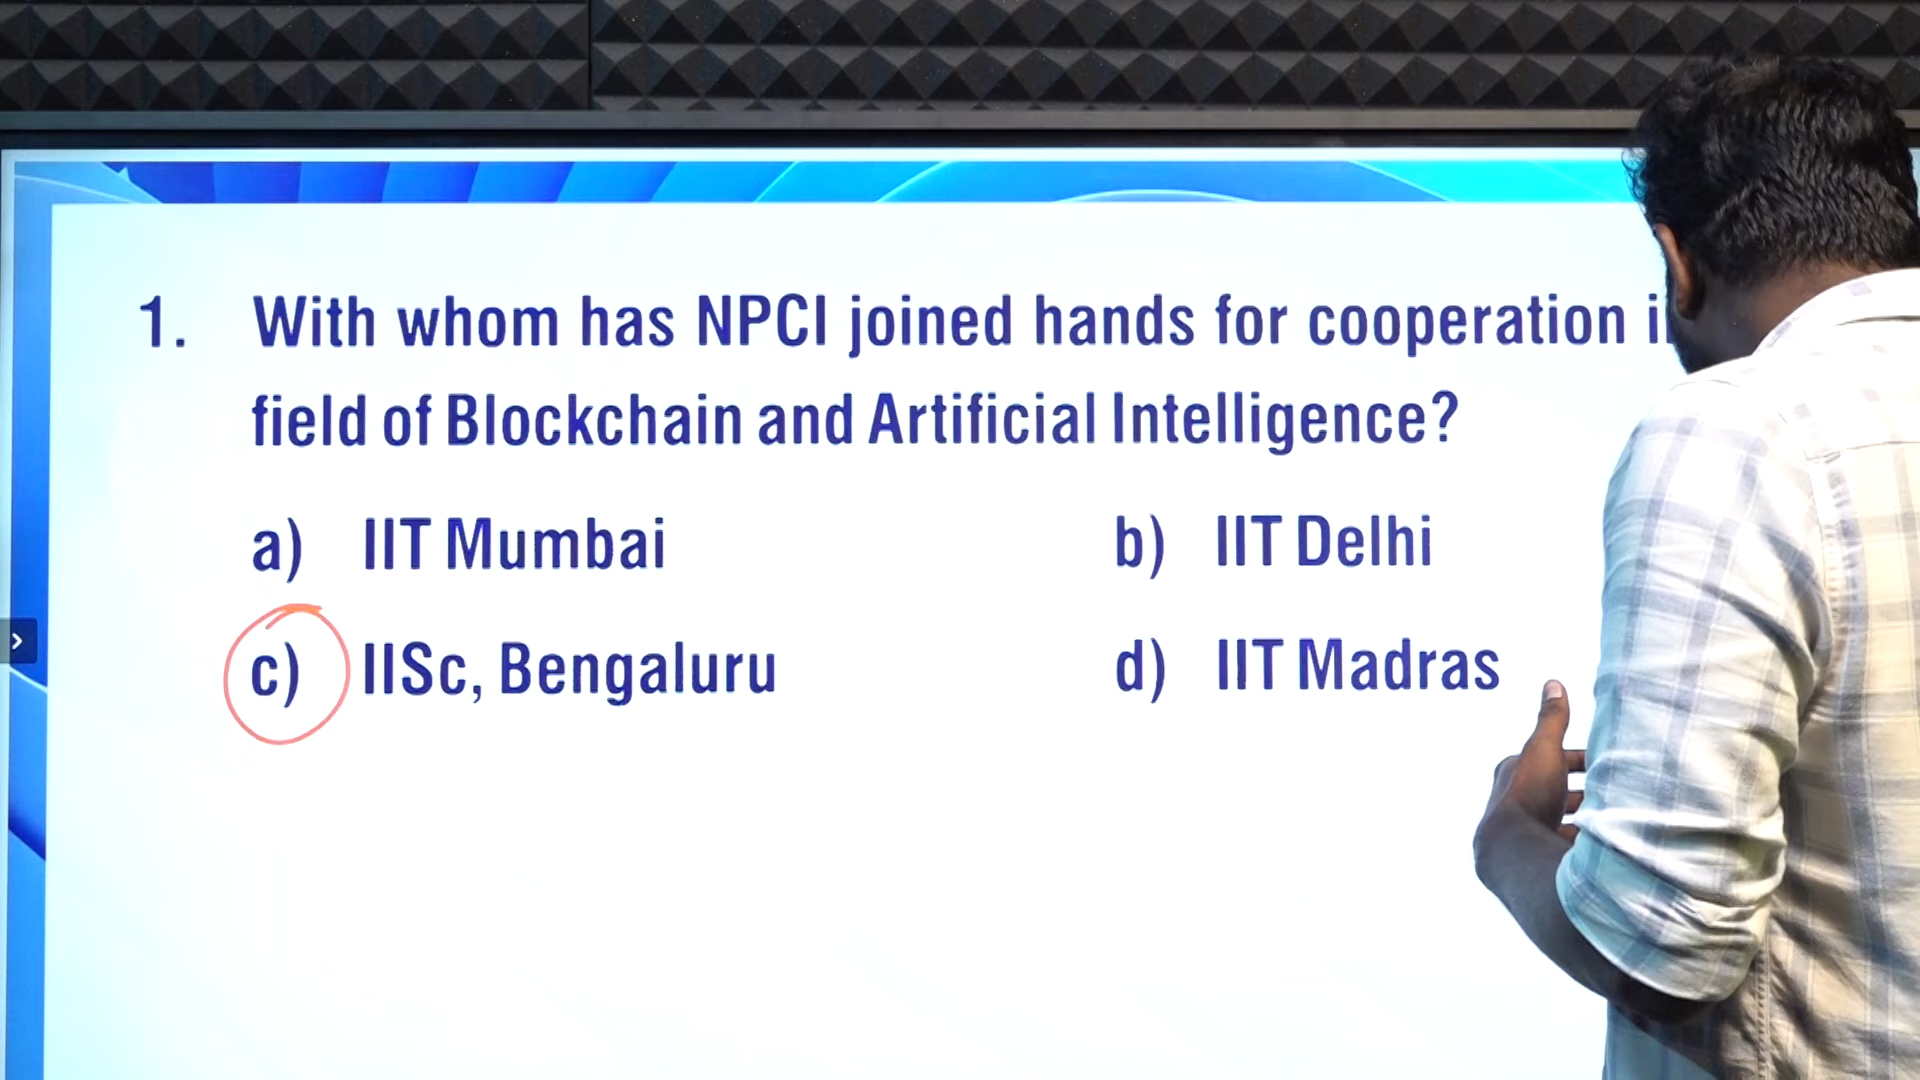 1. With whom has NPCI joined hands for cooperation
field of Blockchain and Artificial Intelligence?
a) IIT Mumbai b) IIT Delhi
c) IISc, Bengaluru d) IIT Madras